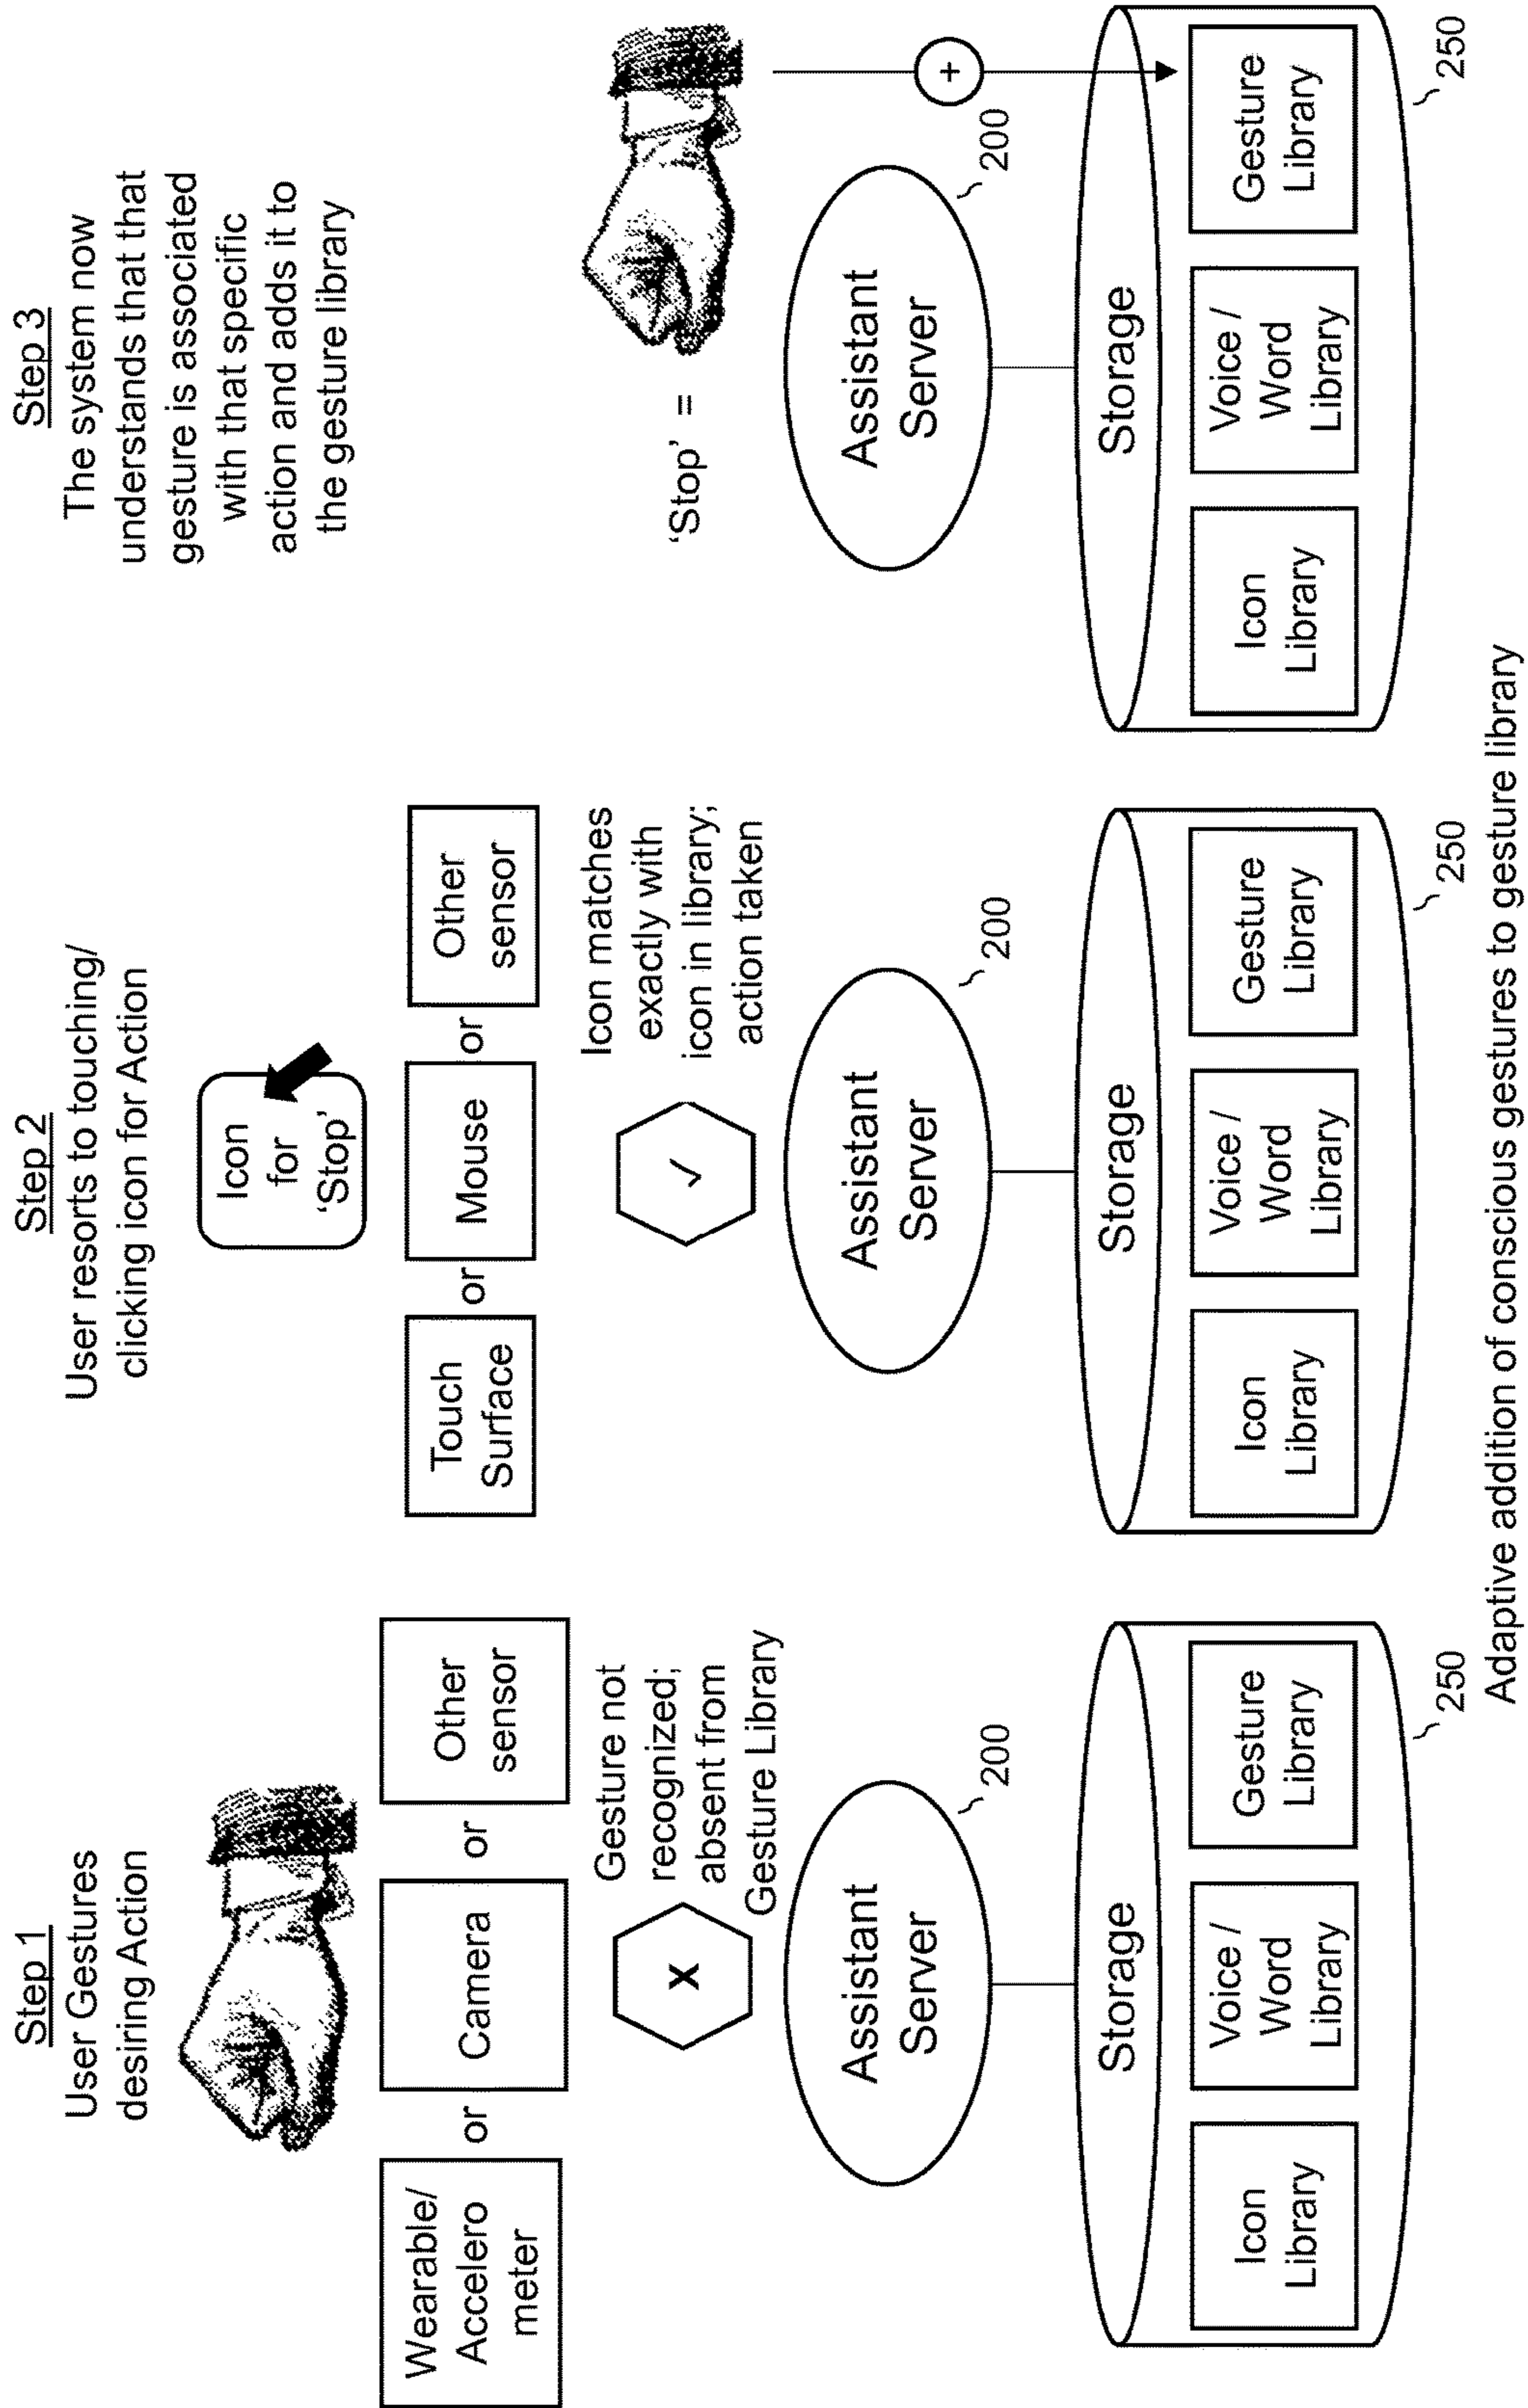 Step 1
User Gestures
desiring Action
Wearable/
Accelero
meter
or
Camera
or
Other
sensor
X
Gesture not
recognized;
absent from
Gesture Library
Assistant
Server
200
Storage
Icon
Library
Voice /
Word
Library
Gesture
Library
250
Step 2
User resorts to touching/
clicking icon for Action
Icon
for
‘Stop’
Touch
Surface
or
Mouse
or
Other
sensor
✓
Icon matches
exactly with
icon in library;
action taken
Assistant
Server
200
Storage
Icon
Library
Voice /
Word
Library
Gesture
Library
250
Step 3
The system now
understands that that
gesture is associated
with that specific
action and adds it to
the gesture library
‘Stop’ =
+
Assistant
Server
200
Storage
Icon
Library
Voice /
Word
Library
Gesture
Library
250
Adaptive addition of conscious gestures to gesture library